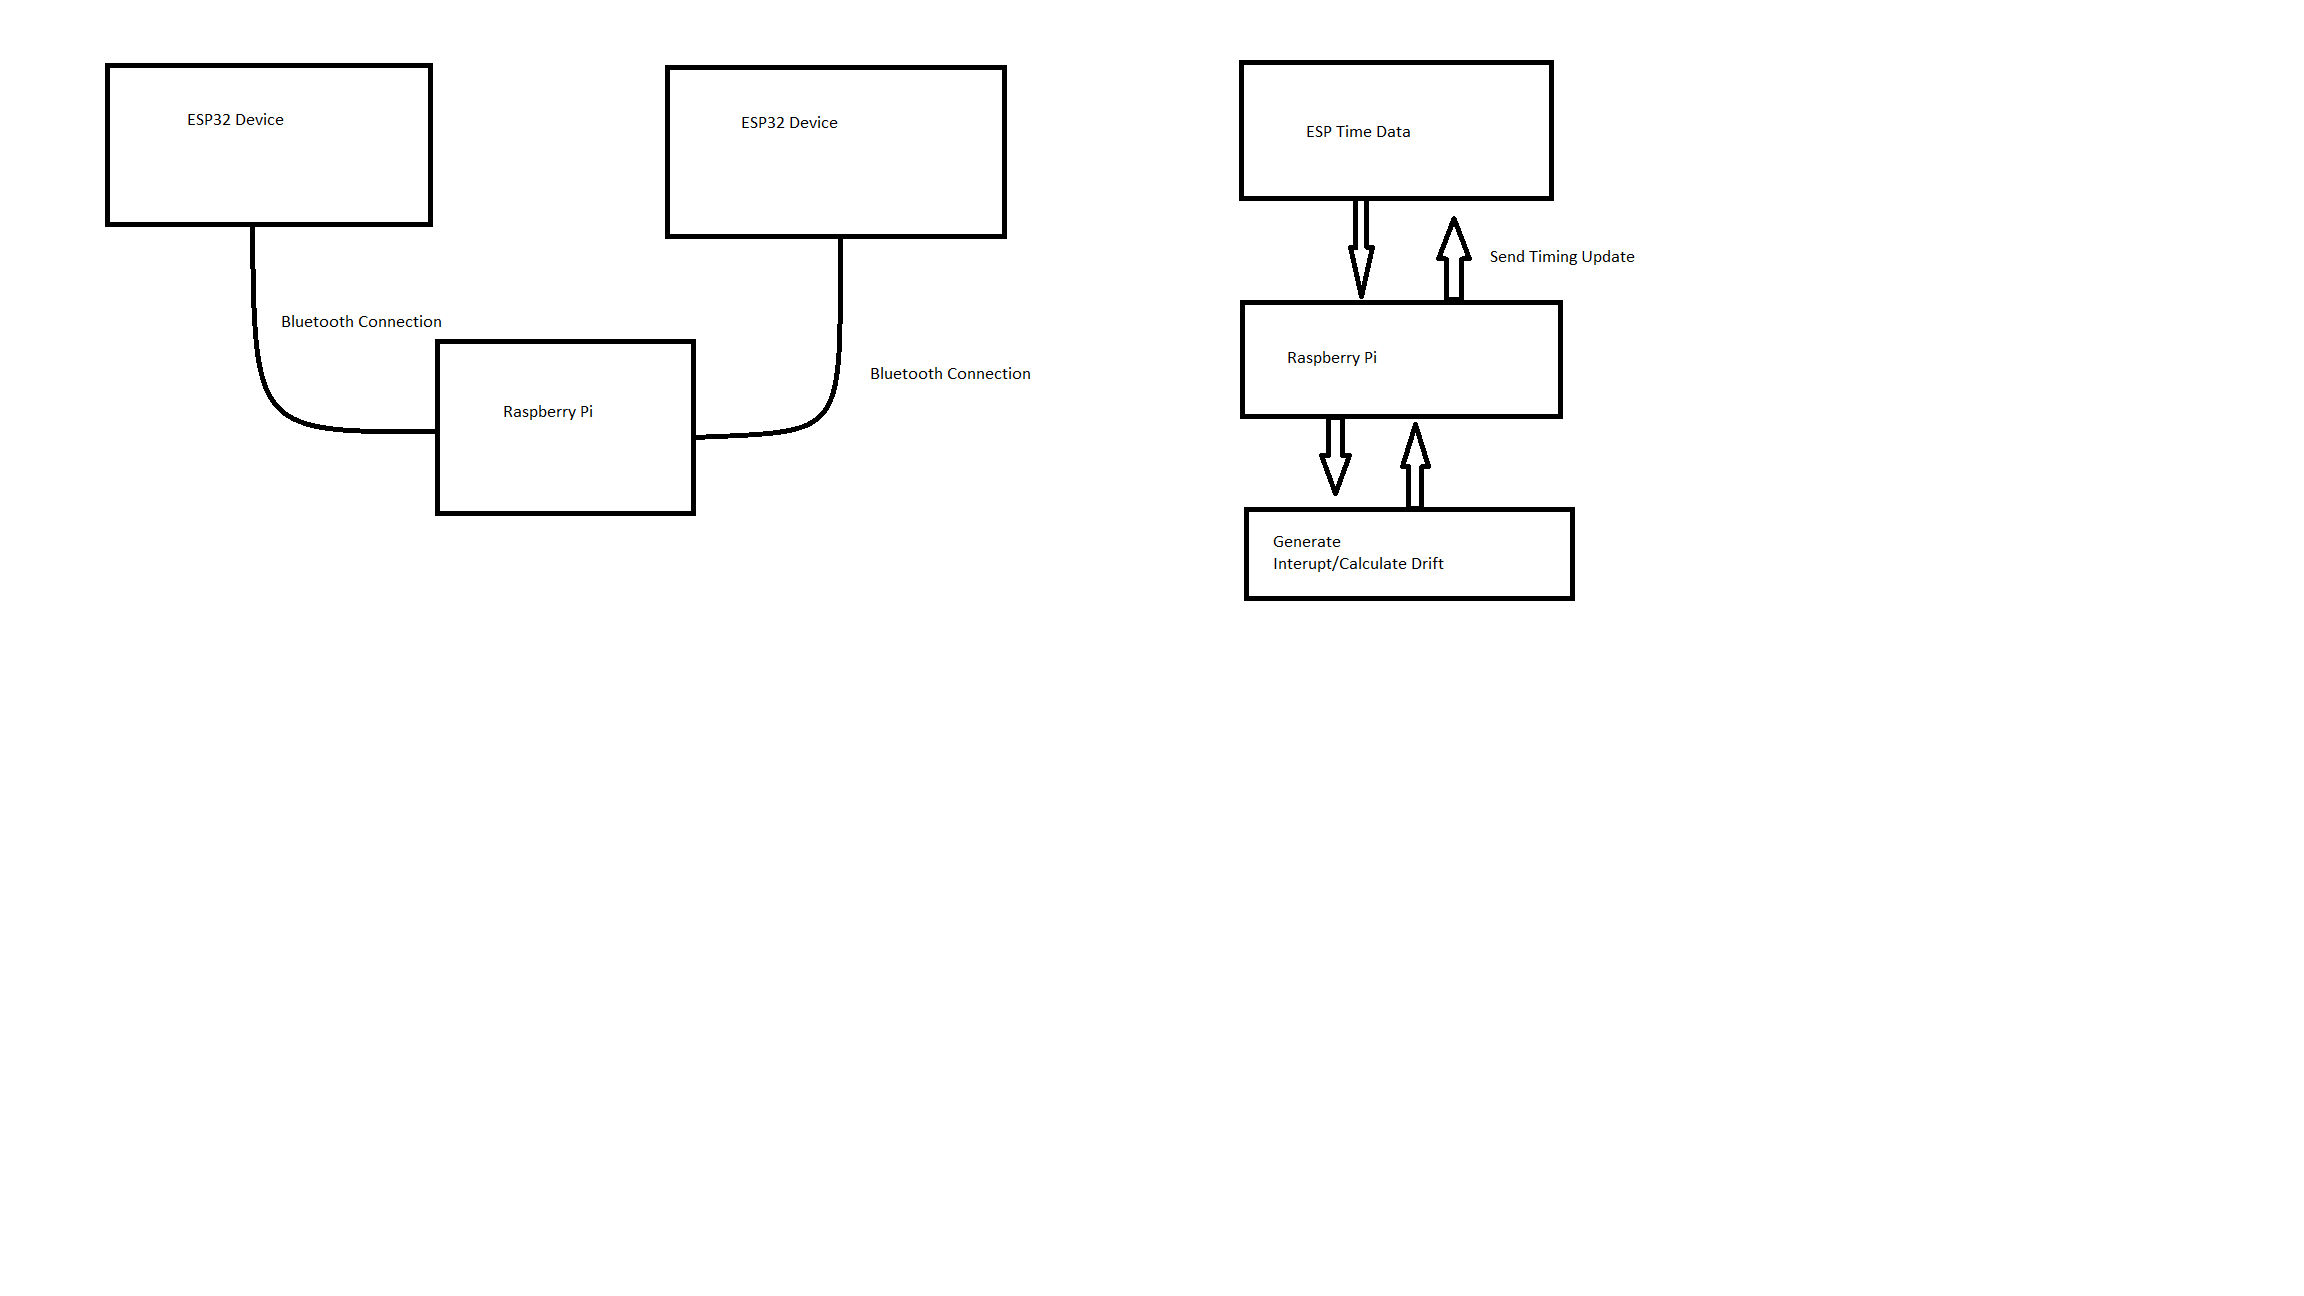 ESP32 Device
ESP32 Device
Bluetooth Connection
Raspberry Pi
Bluetooth Connection
ESP Time Data
Send Timing Update
Raspberry Pi
Generate
Interupt/Calculate Drift